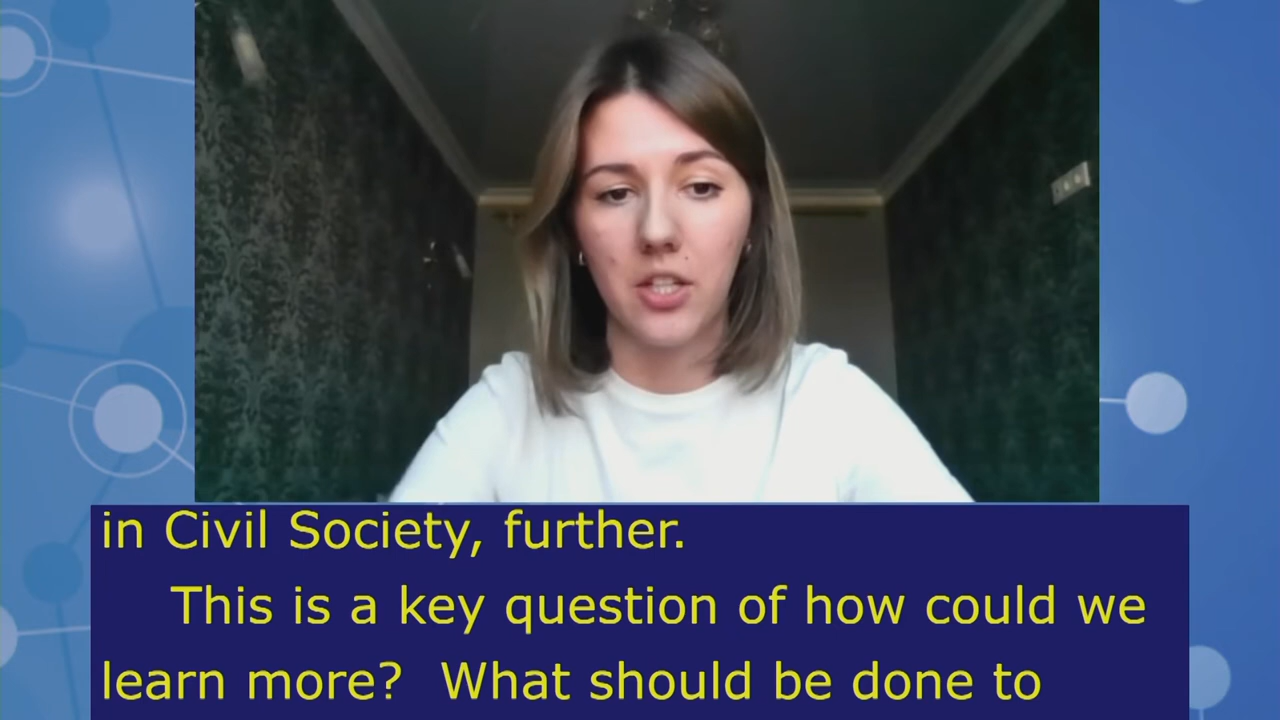 in Civil Society, further.
This is a key question of how could we
learn more?  What should be done to